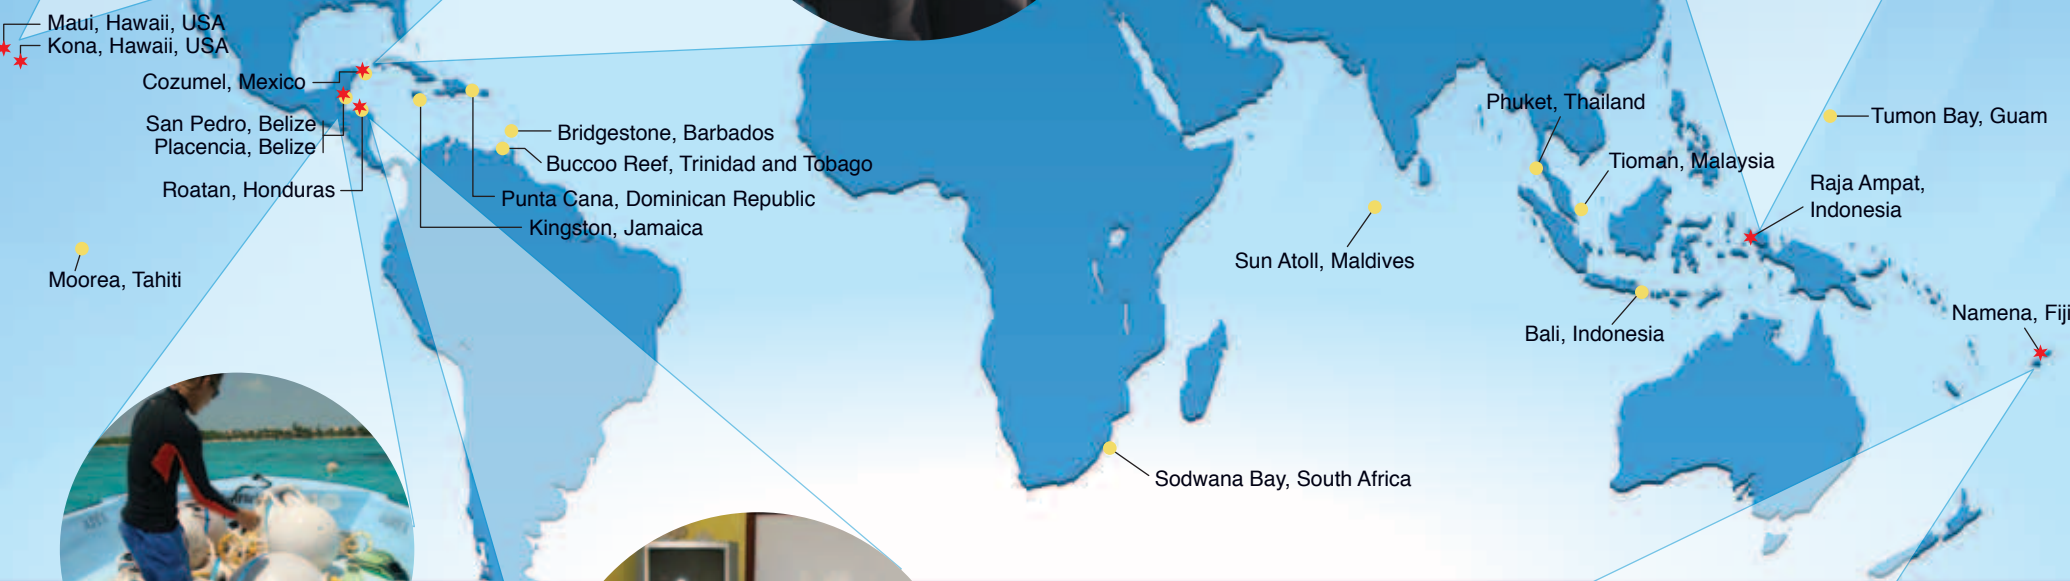 Maui, Hawaii, USA
Kona, Hawaii, USA
Cozumel, Mexico
San Pedro, Belize
Placencia, Belize
Roatan, Honduras
Moorea, Tahiti
Bridgestone, Barbados
Buccoo Reef, Trinidad and Tobago
Punta Cana, Dominican Republic
Kingston, Jamaica
Phuket, Thailand
Tumon Bay, Guam
Tioman, Malaysia
Raja Ampat,
Indonesia
Sun Atoll, Maldives
Bali, Indonesia
Namena, Fiji
Sodwana Bay, South Africa